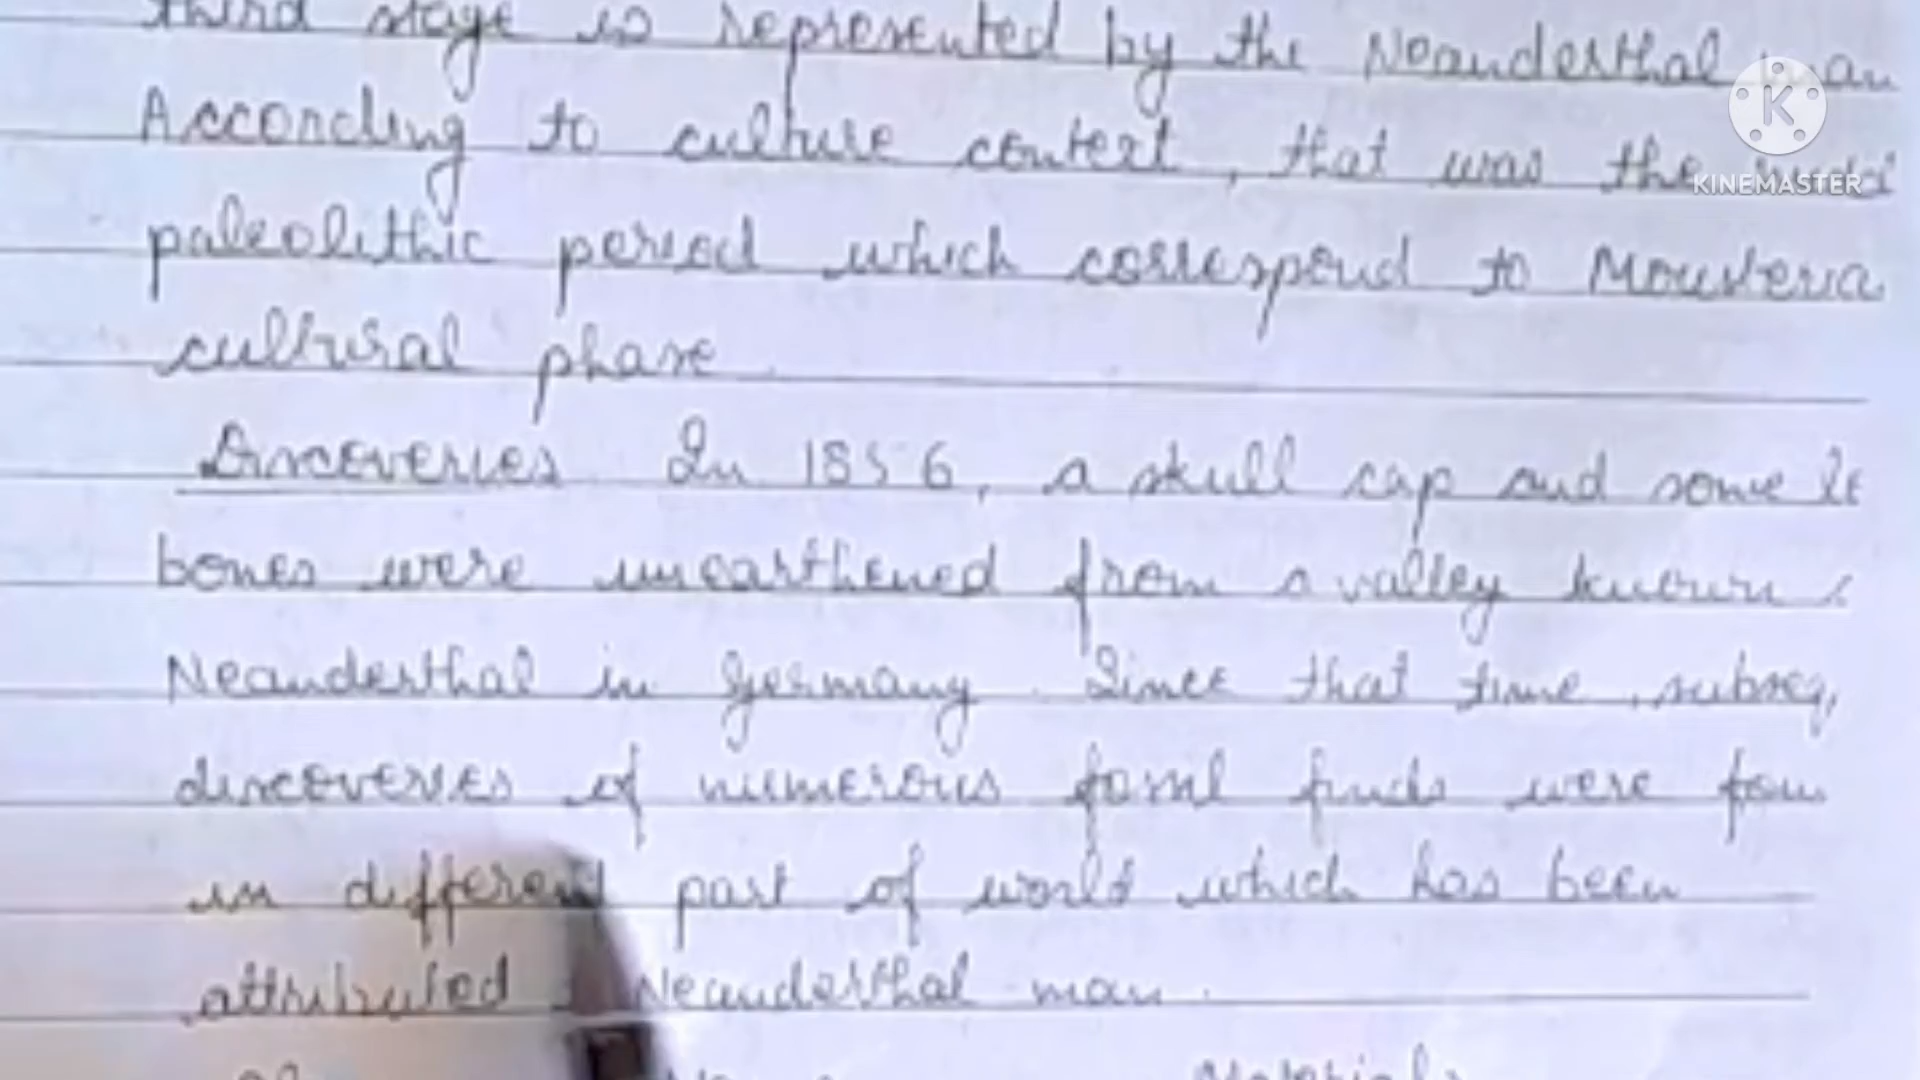 third stage is represented by the Neanderthal man
According to culture context, that was the
paleolithic period which correspond to Mousteria
cultural phase.
Discoveries. In 1856, a skull cap and some
bones were unearthened from a valley known
Neanderthal in Germany. Since that time, subseq
discoveries of numerous fossil finds were fou
in different part of world which has been
attributed Neanderthal man.
KINEMASTER